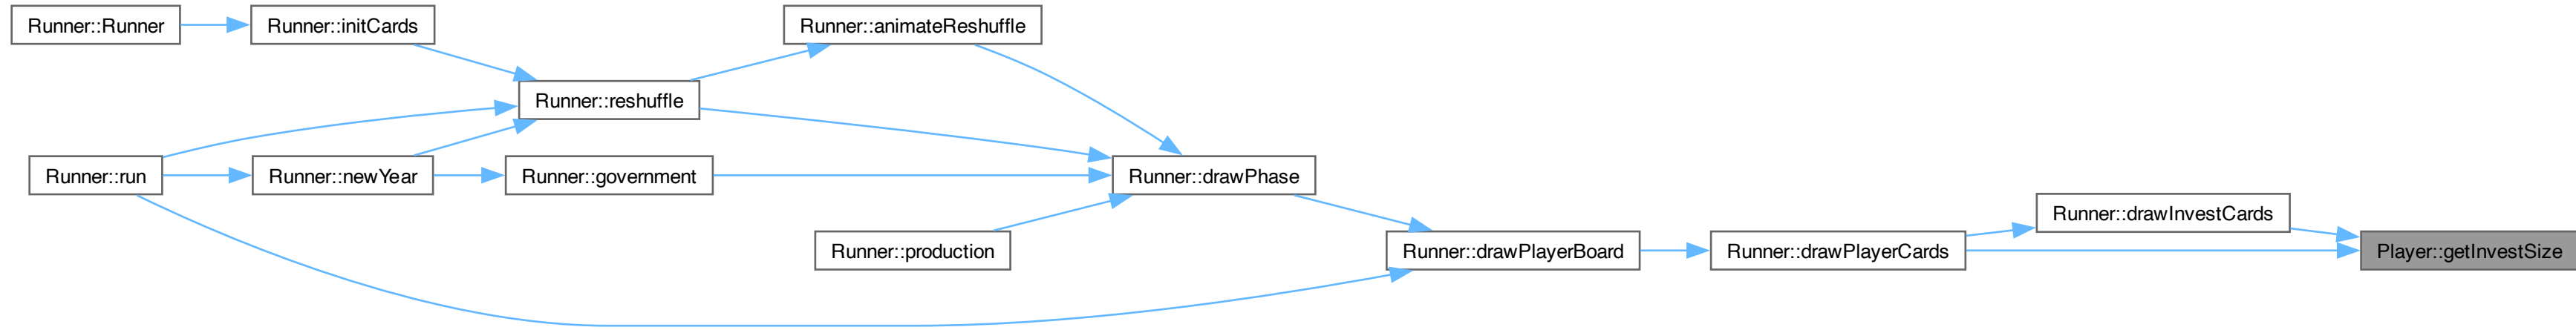 Runner::Runner
Runner::initCards
Runner::animateReshuffle
Runner::reshuffle
Runner::run
Runner::newYear
Runner::government
Runner::drawPhase
Runner::production
Runner::drawPlayerBoard
Runner::drawPlayerCards
Runner::drawInvestCards
Player::getInvestSize